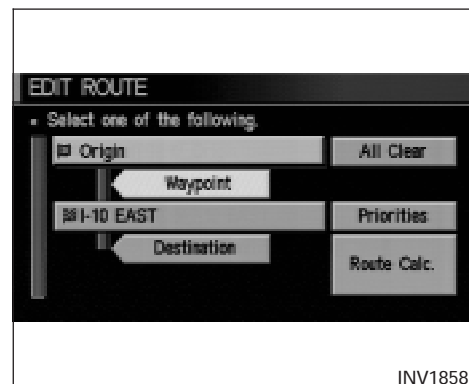 EDIT ROUTE
Select one of the following.
Origin
All Clear
Waypoint
I-10 EAST
Priorities
Destination
Route Calc.
INV1858